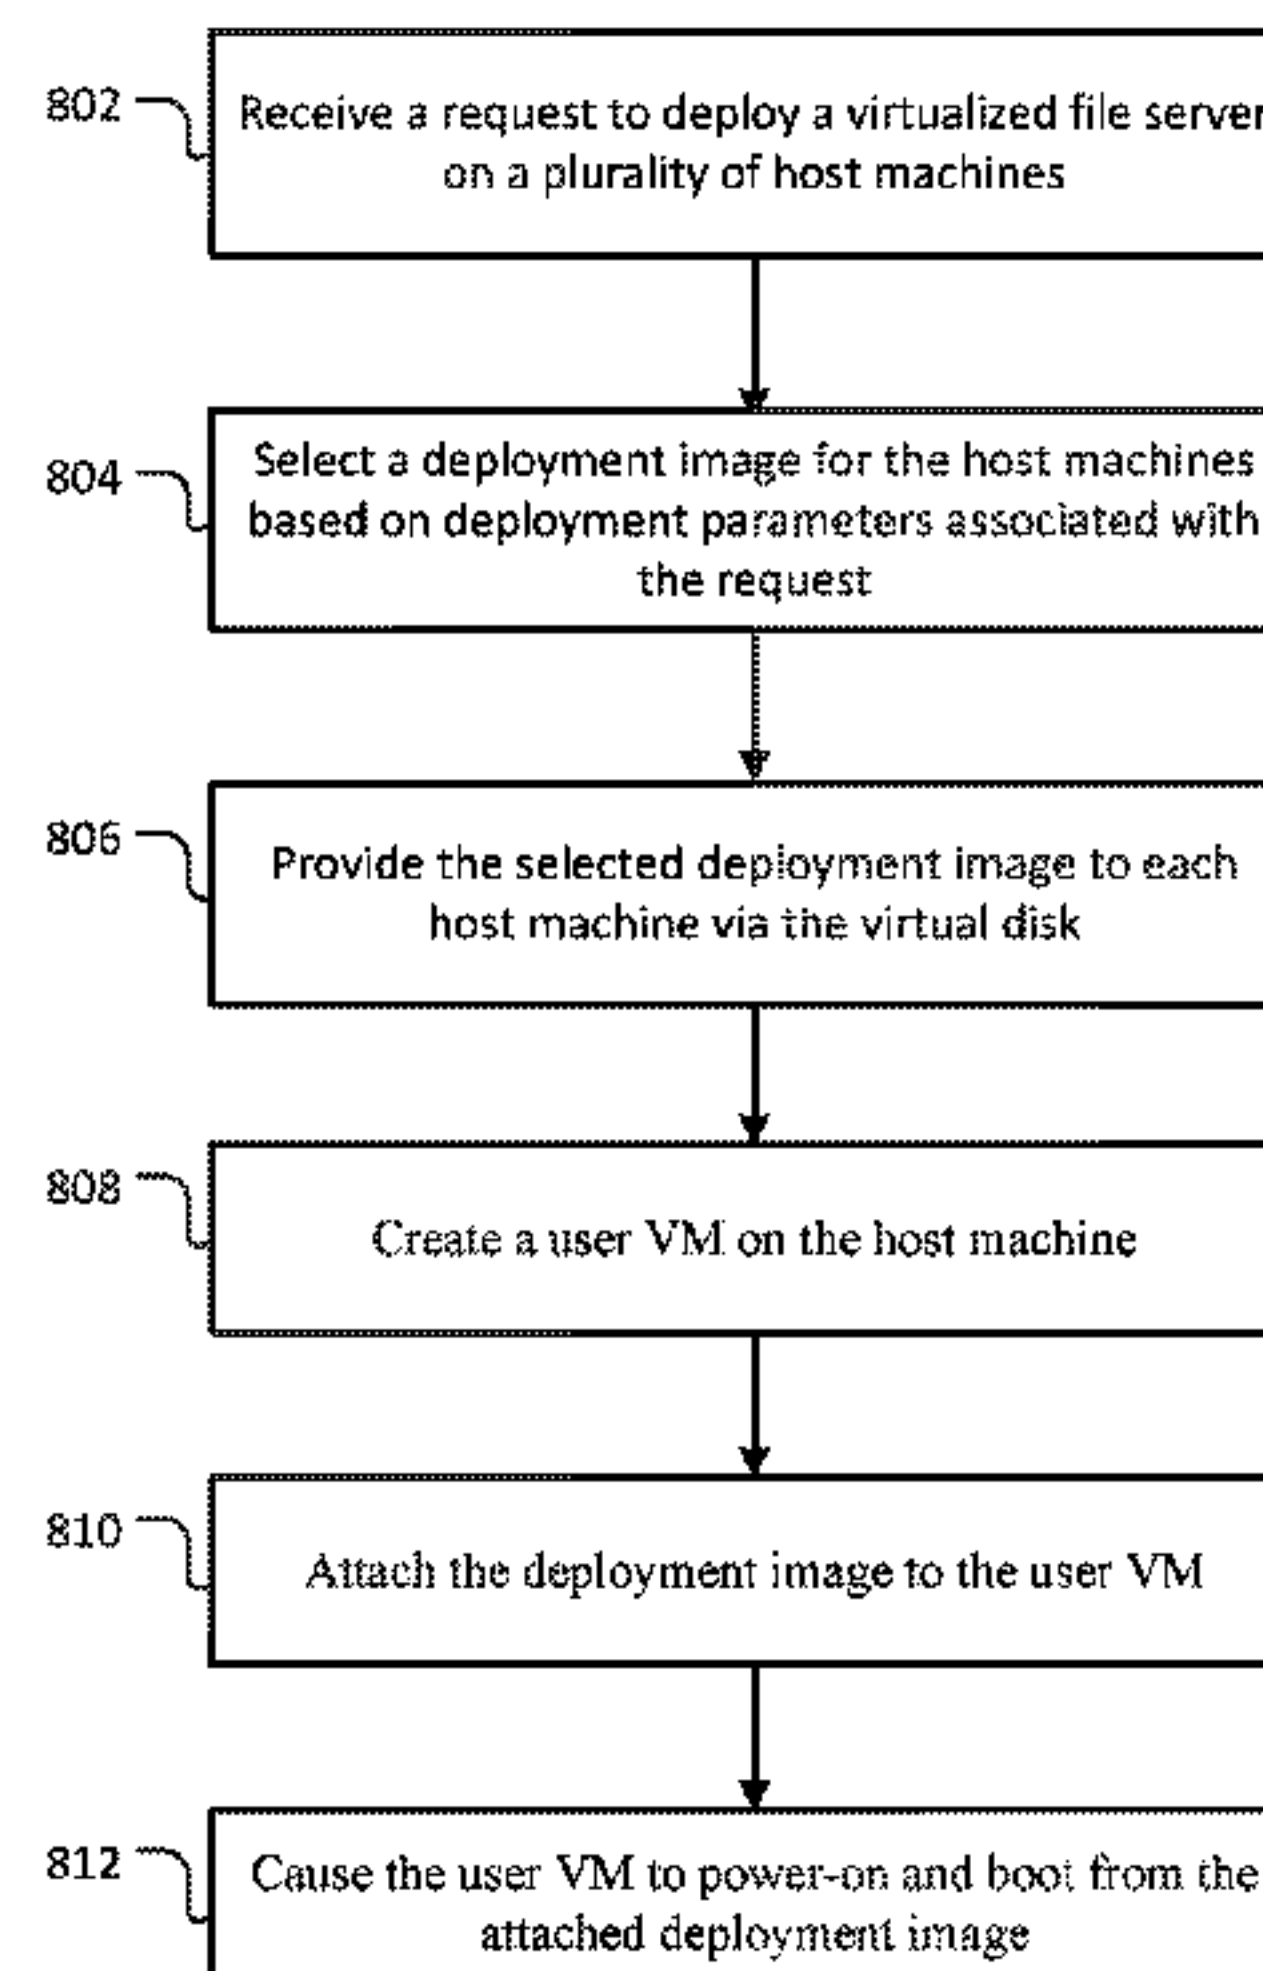 802
Receive a request to deploy a virtualized file server
on a plurality of host machines
804
Select a deployment image for the host machines
based on deployment parameters associated with
the request
806
Provide the selected deployment image to each
host machine via the virtual disk
808
Create a user VM on the host machine
810
Attach the deployment image to the user VM
812
Cause the user VM to power-on and boot from the
attached deployment image